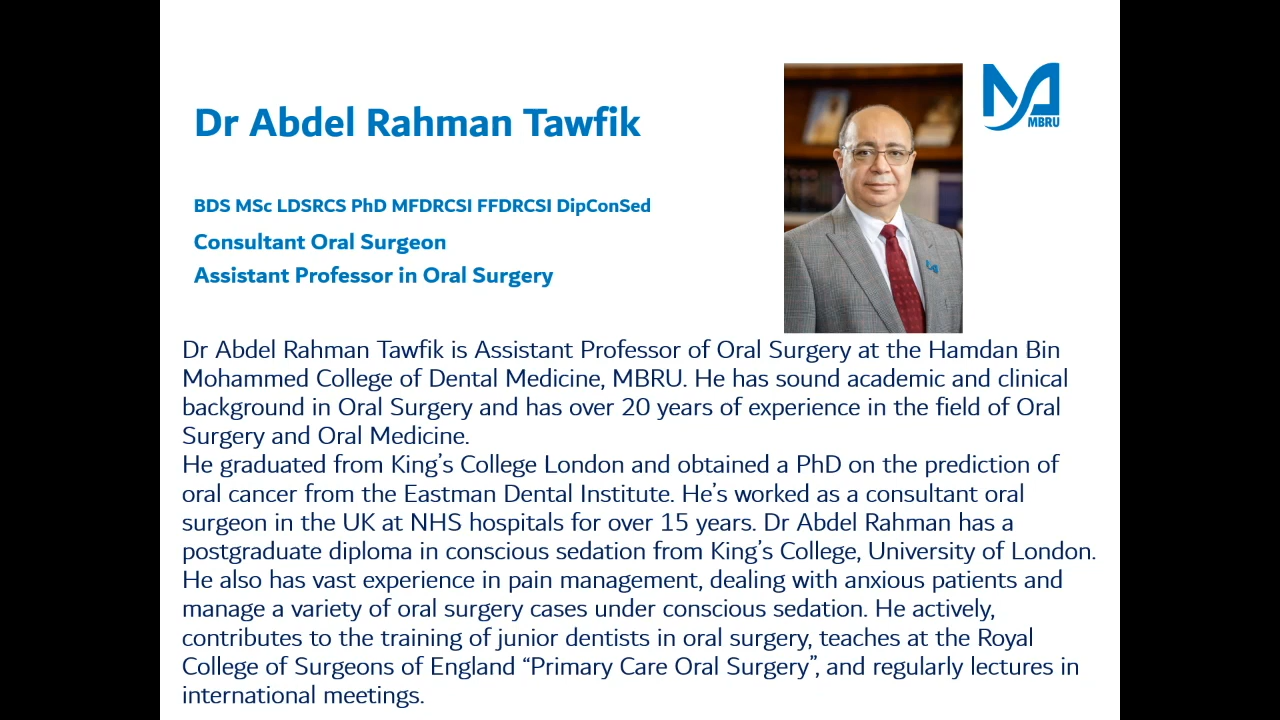 Dr Abdel Rahman Tawfik
MBRU
BDS MSc LDSRCS PhD MFDRCSI FFDRCSI DipConSed
Consultant Oral Surgeon
Assistant Professor in Oral Surgery
Dr Abdel Rahman Tawfik is Assistant Professor of Oral Surgery at the Hamdan Bin
Mohammed College of Dental Medicine, MBRU. He has sound academic and clinical
background in Oral Surgery and has over 20 years of experience in the field of Oral
Surgery and Oral Medicine.
He graduated from King’s College London and obtained a PhD on the prediction of
oral cancer from the Eastman Dental Institute. He’s worked as a consultant oral
surgeon in the UK at NHS hospitals for over 15 years. Dr Abdel Rahman has a
postgraduate diploma in conscious sedation from King’s College, University of London.
He also has vast experience in pain management, dealing with anxious patients and
manage a variety of oral surgery cases under conscious sedation. He actively,
contributes to the training of junior dentists in oral surgery, teaches at the Royal
College of Surgeons of England “Primary Care Oral Surgery”, and regularly lectures in
international meetings.